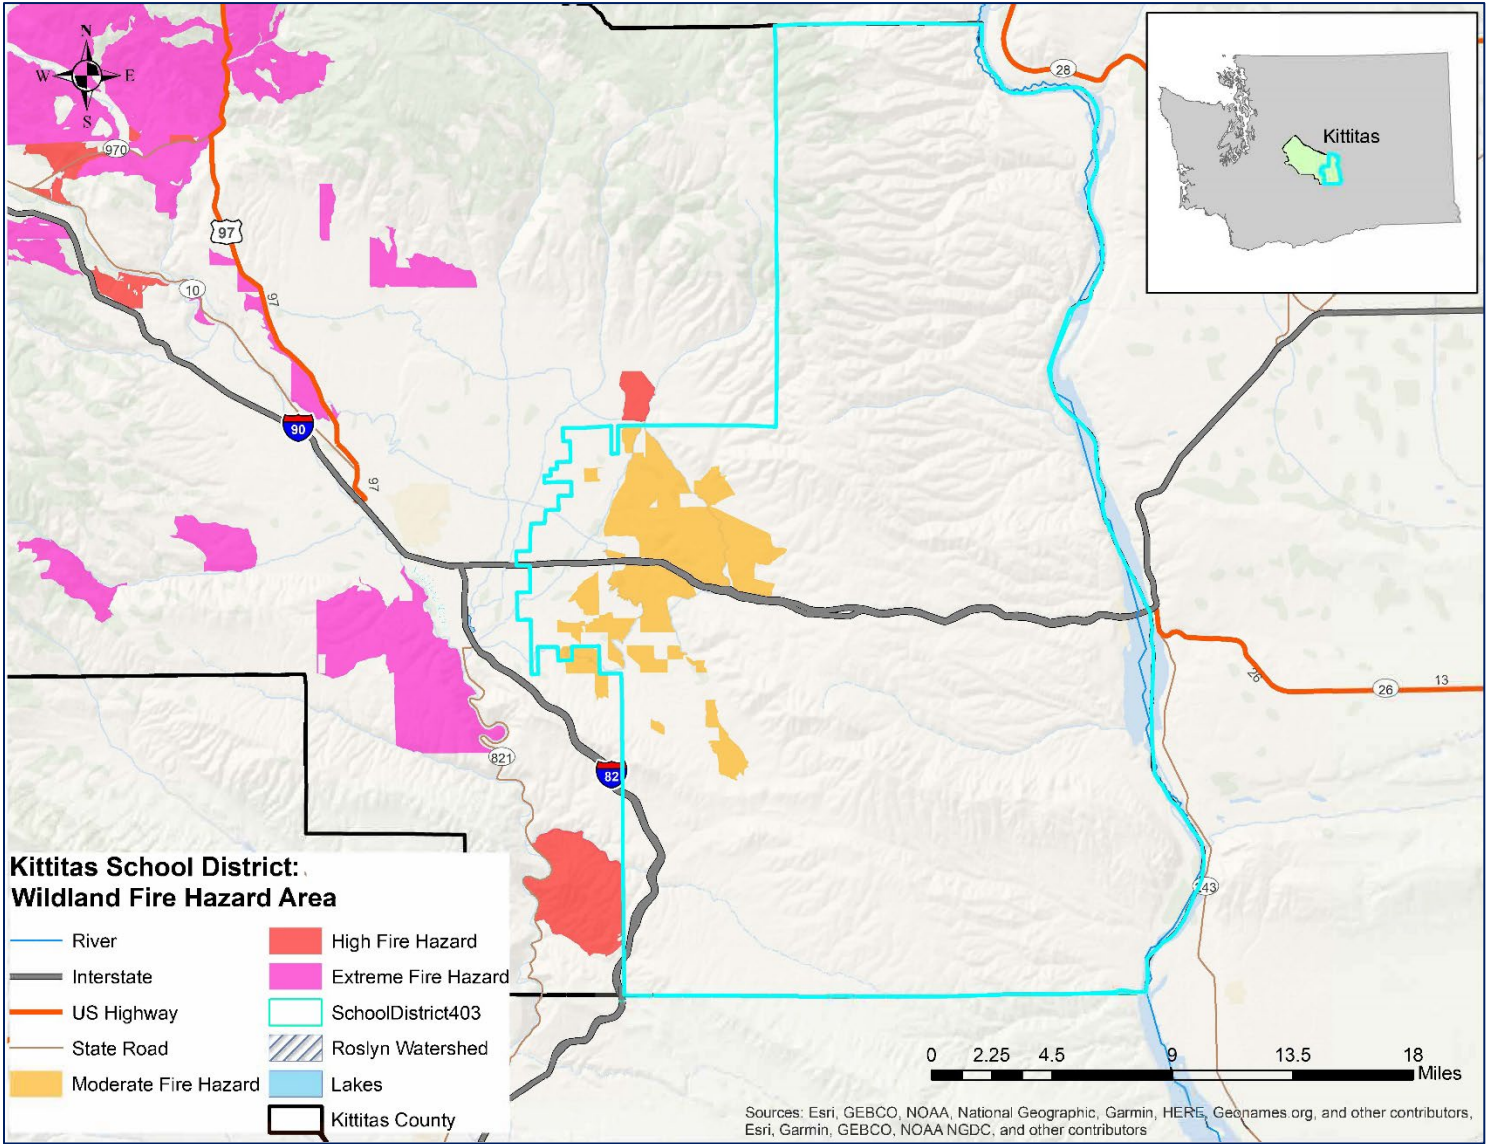 N
W E
S
28
Kittitas
970
97
10
97
90
97
26
26
13
821
82
243
Kittitas School District:
Wildland Fire Hazard Area
River
Interstate
US Highway
State Road
Moderate Fire Hazard
High Fire Hazard
Extreme Fire Hazard
SchoolDistrict403
Roslyn Watershed
Lakes
Kittitas County
0 2.25 4.5 9 13.5 18
Miles
Sources: Esri, GEBCO, NOAA, National Geographic, Garmin, HERE, Geonames.org, and other contributors,
Esri, Garmin, GEBCO, NOAA NGDC, and other contributors